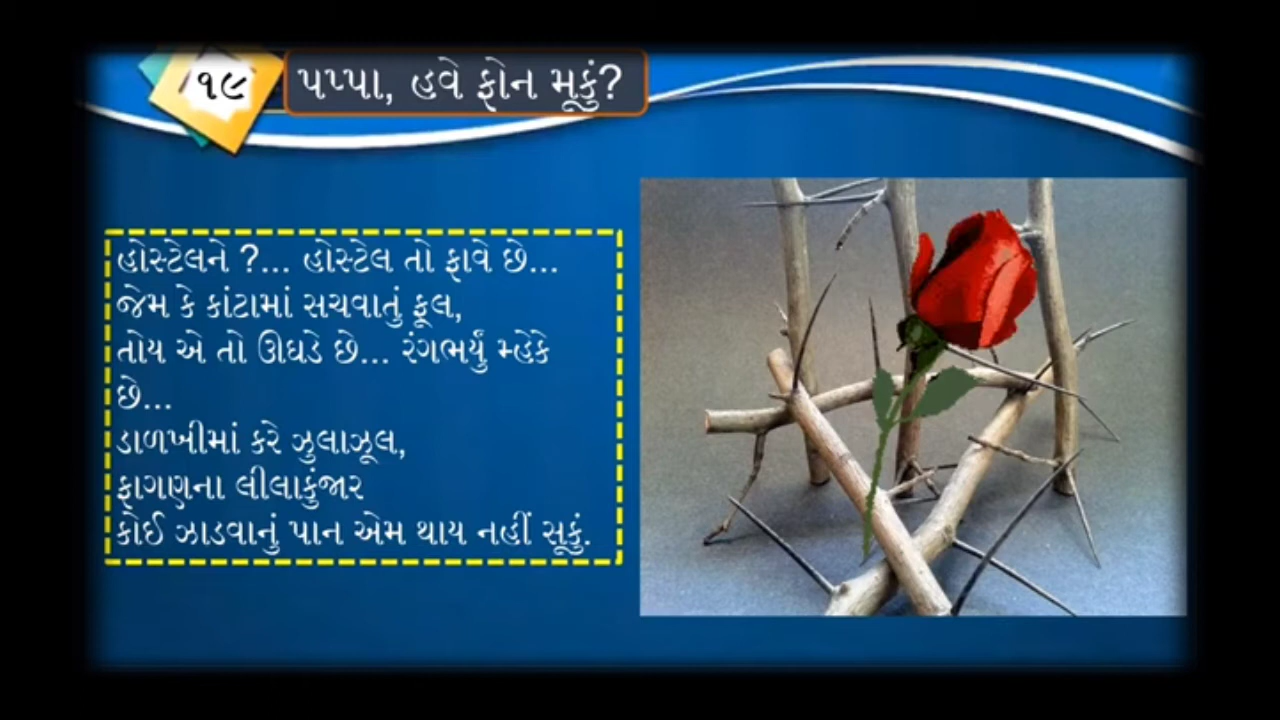 ૧૯
પપ્પા, હવે ફોન મૂકું?
હોસ્ટેલને ?... હોસ્ટેલ તો ફાવે છે...
જેમ કે કાંટામાં સચવાતું ફૂલ,
તોય એ તો ઊઘડે છે... રંગભર્યું મ્હેકે
છે...
ડાળખીમાં કરે ઝુલાઝૂલ,
ફાગણના લીલાકુંજાર
કોઈ ઝાડવાનું પાન એમ થાય નહીં સૂકું.